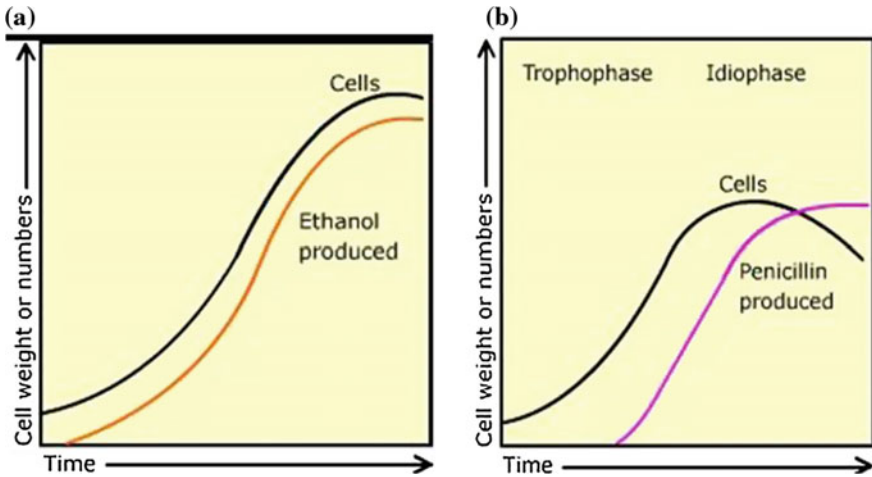 (a)
Cell weight or numbers
Cells
Ethanol
produced
Time
(b)
Cell weight or numbers
Trophophase
Idiophase
Cells
Penicillin
produced
Time